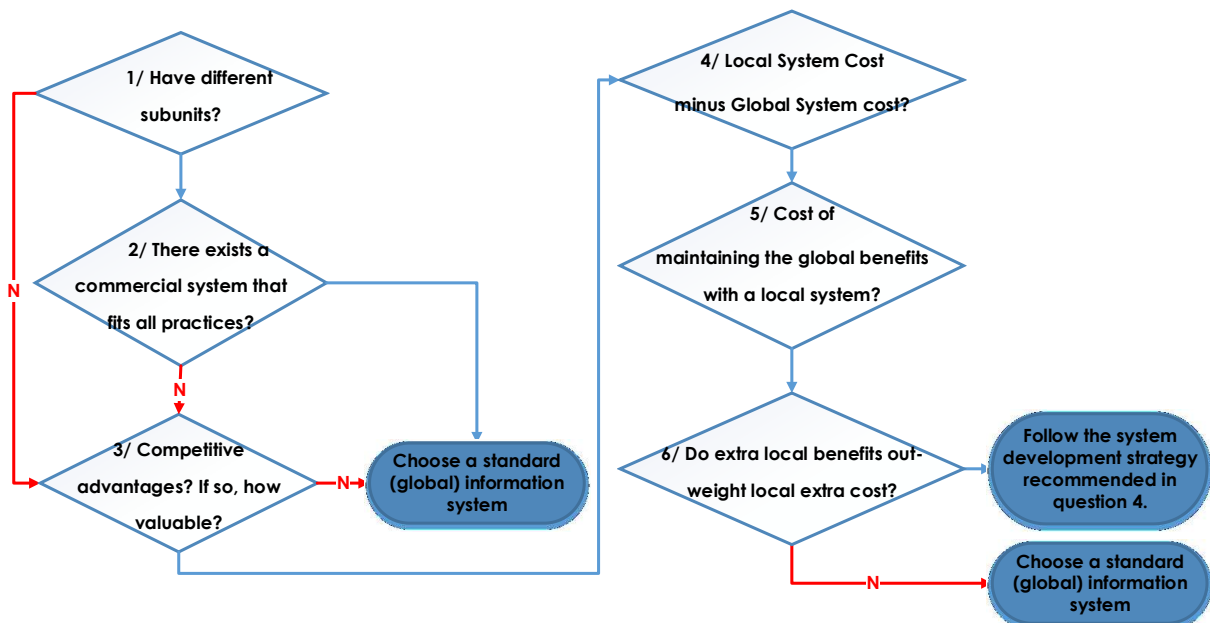 1/ Have different
subunits?
N
2/ There exists a
commercial system that
fits all practices?
N
3/ Competitive
advantages? If so, how
valuable?
N
Choose a standard
(global) information
system
4/ Local System Cost
minus Global System cost?
5/ Cost of
maintaining the global benefits
with a local system?
6/ Do extra local benefits out-
weight local extra cost?
Follow the system
development strategy
recommended in
question 4.
N
Choose a standard
(global) information
system